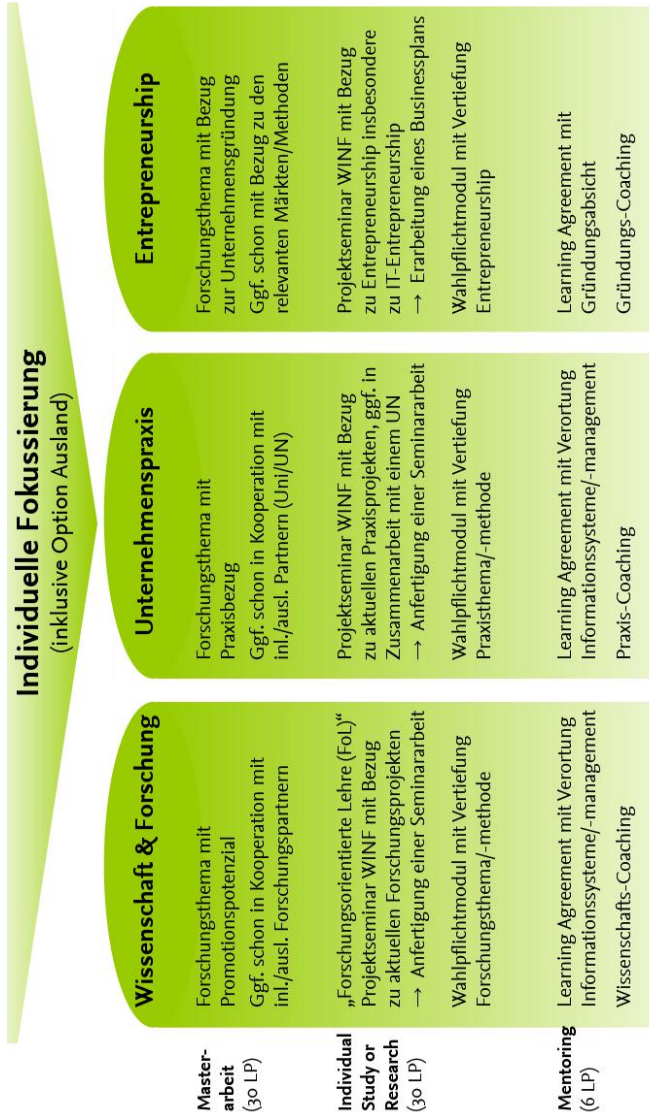 Individuelle Fokussierung
(inklusive Option Ausland)
Wissenschaft & Forschung
Unternehmenspraxis
Entrepreneurship
Master-
arbeit
(30 LP)
Forschungsthema mit
Promotionspotenzial
Ggf. schon in Kooperation mit
inl./ausl. Forschungspartnern
Forschungsthema mit
Praxisbezug
Ggf. schon in Kooperation mit
inl./ausl. Partnern (Uni/UN)
Forschungsthema mit Bezug
zur Unternehmensgründung
Ggf. schon mit Bezug zu den
relevanten Märkten/Methoden
Individual
Study or
Research
(30 LP)
„Forschungsorientierte Lehre (FoL)“
Projektseminar WINF mit Bezug
zu aktuellen Forschungsprojekten
→ Anfertigung einer Seminararbeit
Wahlpflichtmodul mit Vertiefung
Forschungsthema/-methode
Projektseminar WINF mit Bezug
zu aktuellen Praxisprojekten, ggf. in
Zusammenarbeit mit einem UN
→ Anfertigung einer Seminararbeit
Wahlpflichtmodul mit Vertiefung
Praxisthema/-methode
Projektseminar WINF mit Bezug
zu Entrepreneurship insbesondere
zu IT-Entrepreneurship
→ Erarbeitung eines Businessplans
Wahlpflichtmodul mit Vertiefung
Entrepreneurship
Mentoring
(6 LP)
Learning Agreement mit Verortung
Informationssysteme/-management
Wissenschafts-Coaching
Learning Agreement mit Verortung
Informationssysteme/-management
Praxis-Coaching
Learning Agreement mit
Gründungsabsicht
Gründungs-Coaching